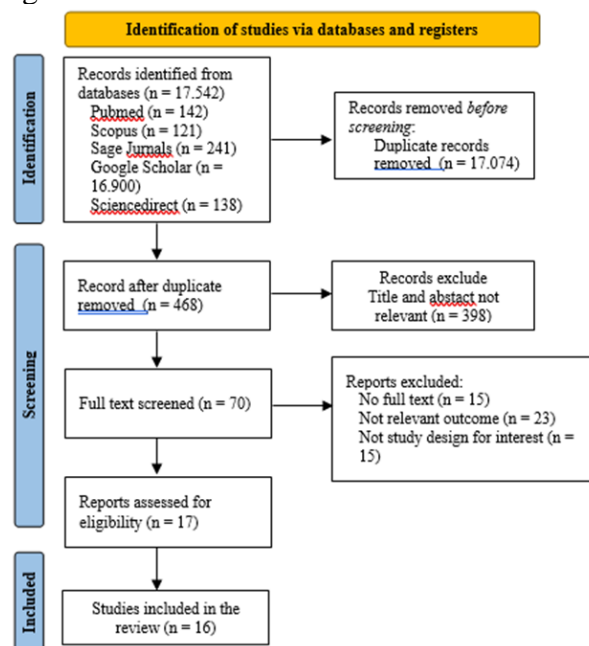 Identification of studies via databases and registers
Identification
Records identified from
databases (n = 17.542)
Pubmed (n = 142)
Scopus (n = 121)
Sage Jurnals (n = 241)
Google Scholar (n =
16.900)
Sciencedirect (n = 138)
Records removed before
screening:
Duplicate records
removed (n = 17.074)
Screening
Record after duplicate
removed (n = 468)
Records exclude
Title and abstact not
relevant (n = 398)
Full text screened (n = 70)
Reports excluded:
No full text (n = 15)
Not relevant outcome (n = 23)
Not study design for interest (n =
15)
Reports assessed for
eligibility (n = 17)
Included
Studies included in the
review (n = 16)